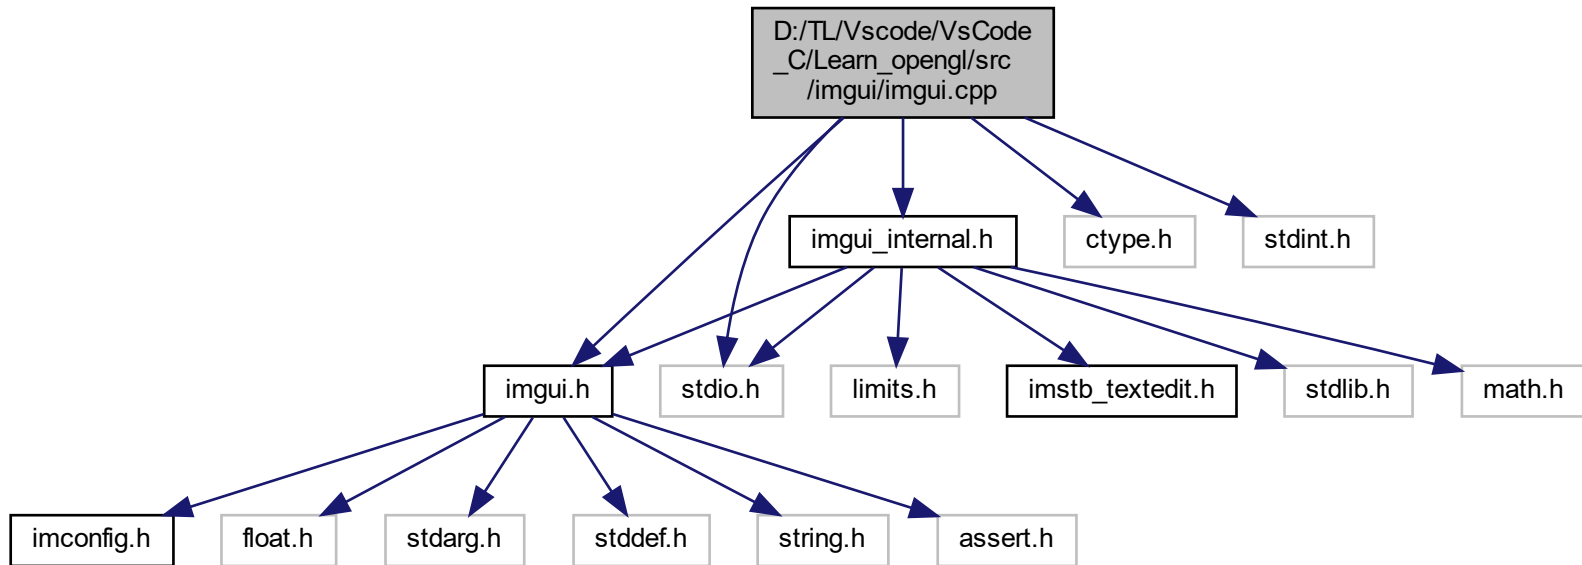 D:/TL/Vscode/VsCode
_C/Learn_opengl/src
/imgui/imgui.cpp
imgui_internal.h
ctype.h
stdint.h
imgui.h
stdio.h
limits.h
imstb_textedit.h
stdlib.h
math.h
imconfig.h
float.h
stdarg.h
stddef.h
string.h
assert.h